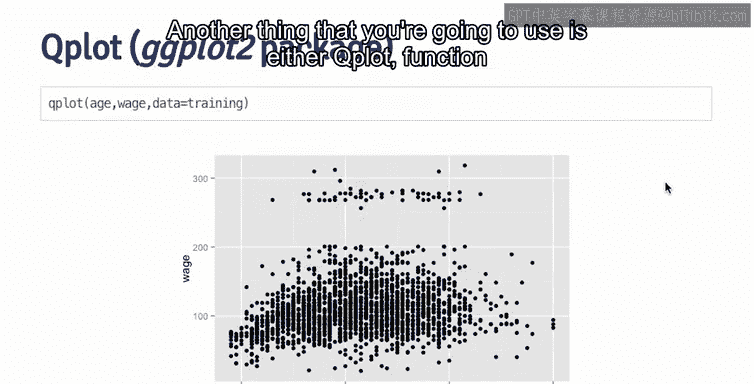 Another thing that you're going to use is
either Qplot, function
Qplot (ggplot2 package)
qplot(age,wage,data=training)
300
200
wage
100